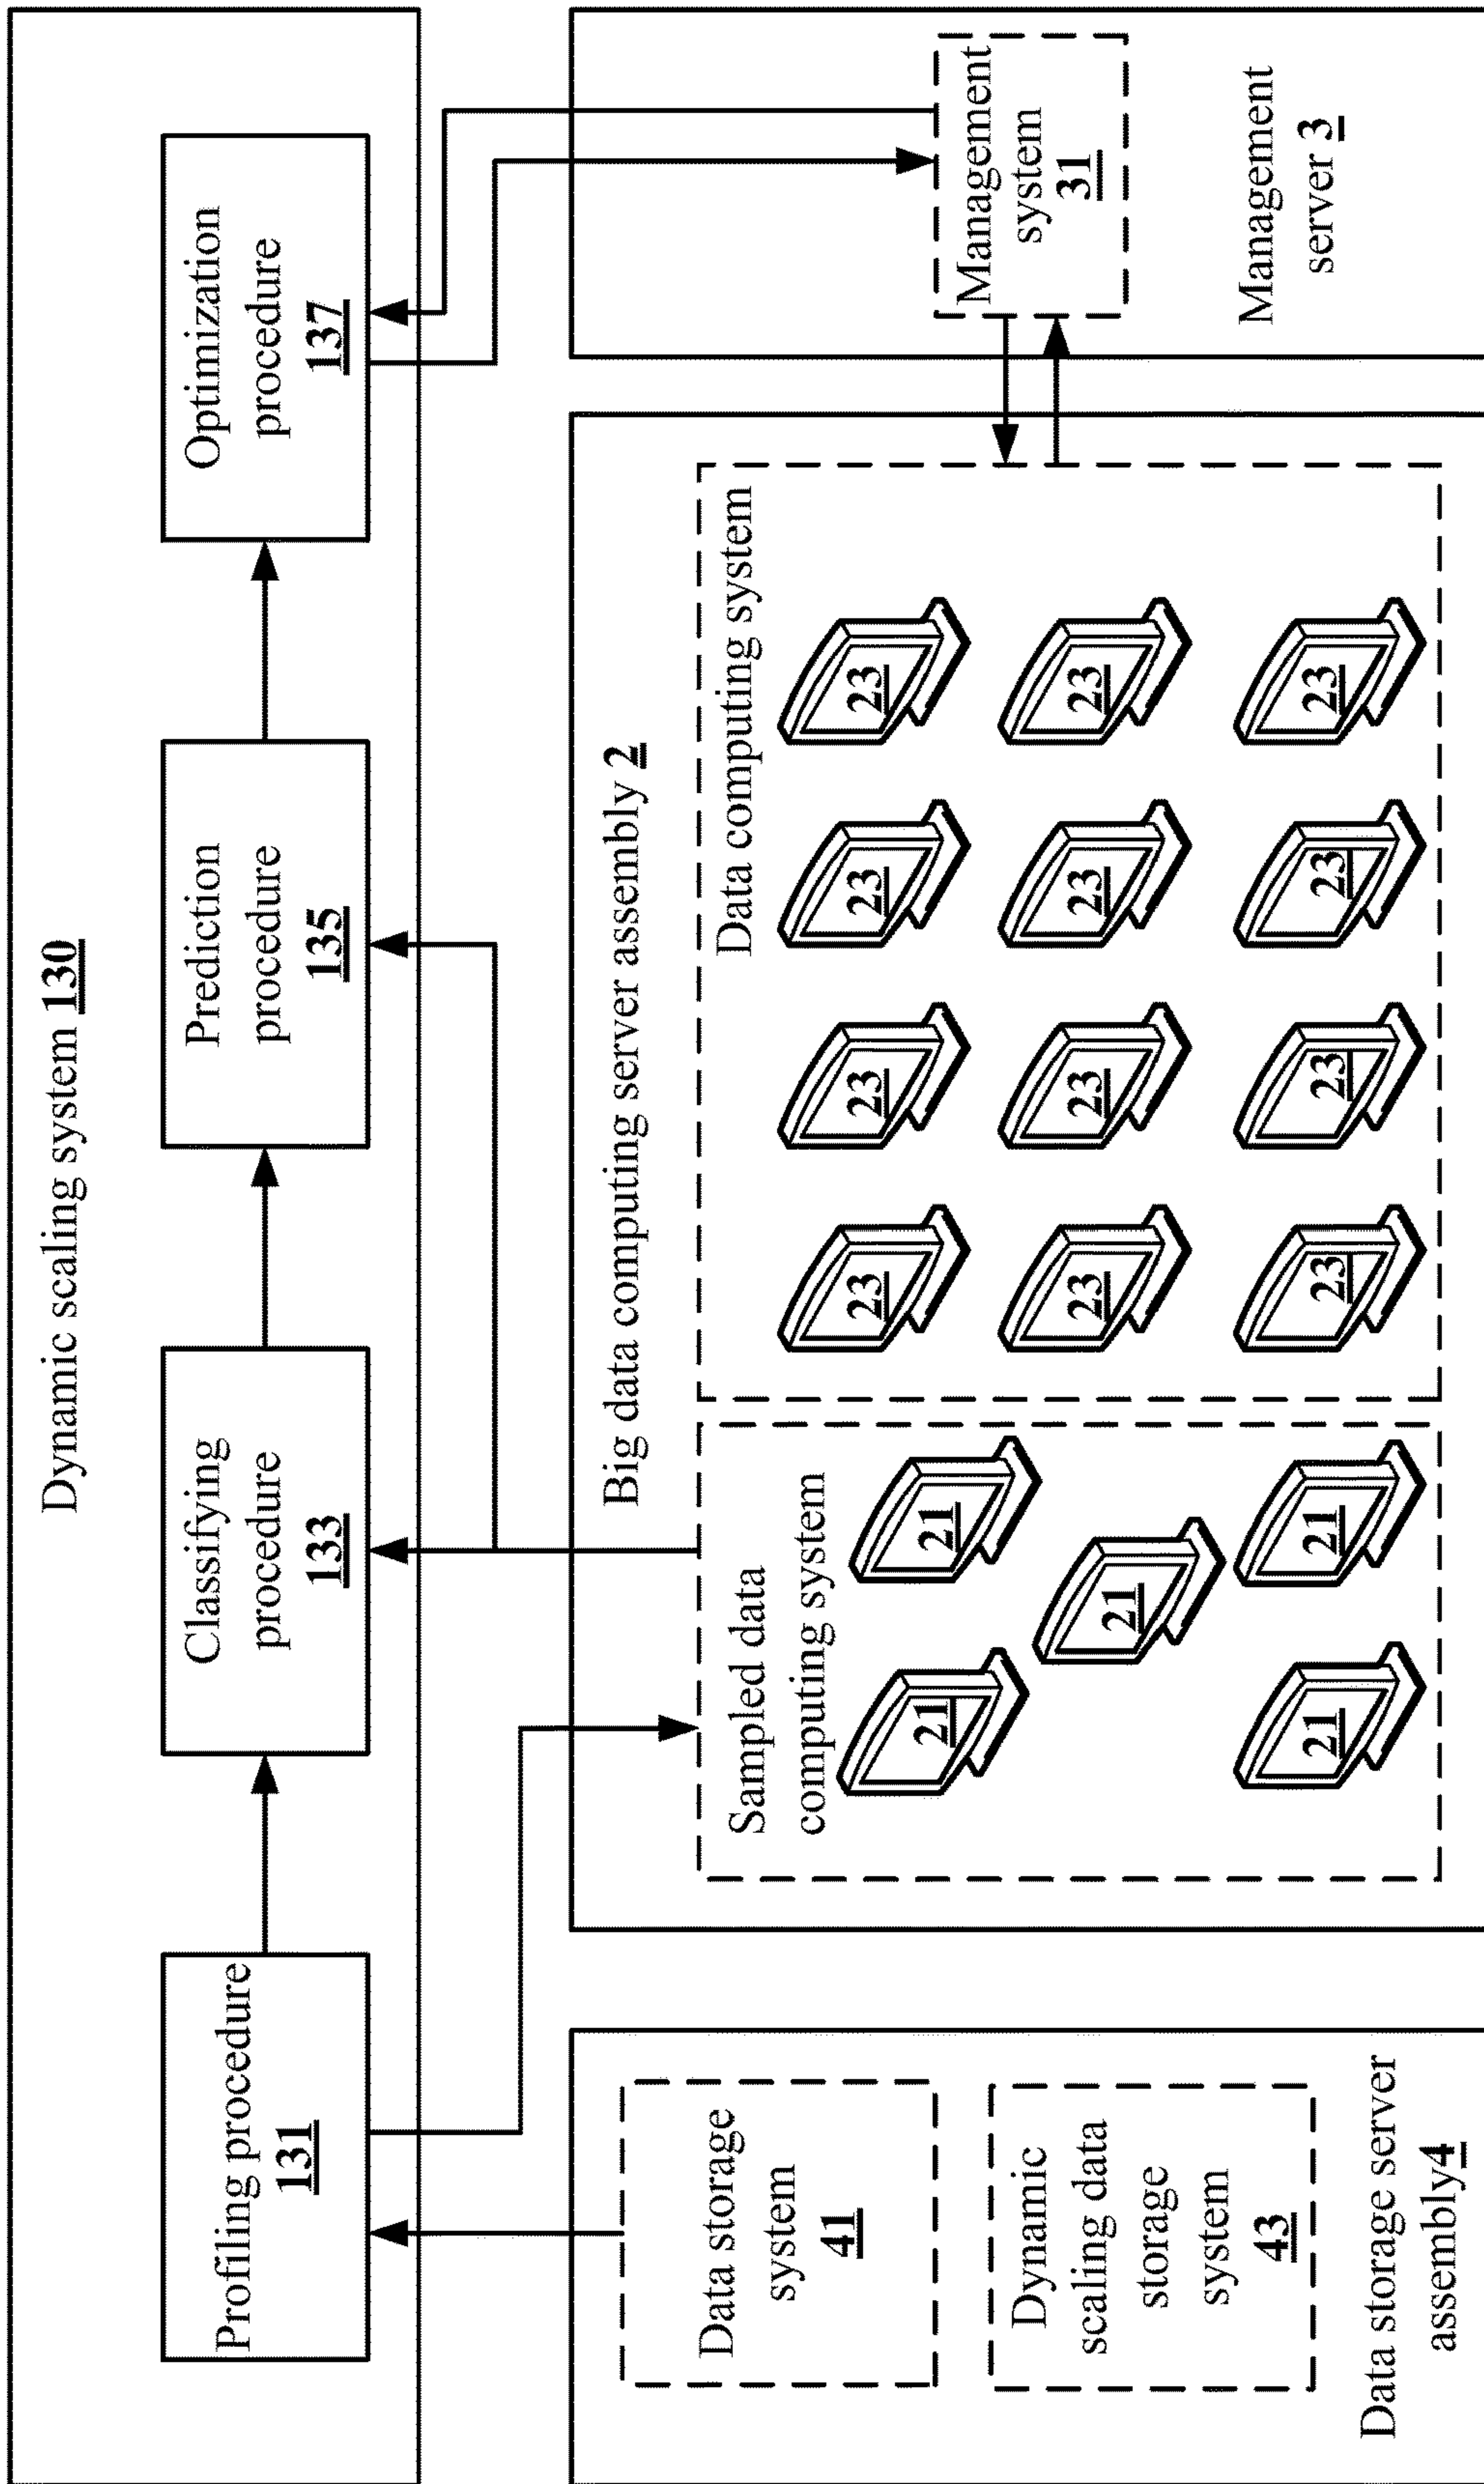 Dynamic scaling system 130
Profiling procedure
131
Classifying
procedure
133
Prediction
procedure
135
Optimization
procedure
137
Data storage
system
41
Dynamic
scaling data
storage
system
43
Data storage server
assembly4
Big data computing server assembly 2
Sampled data
computing system
21
21
21
21
21
Data computing system
23
23
23
23
23
23
23
23
23
23
23
23
Management
system
31
Management
server 3